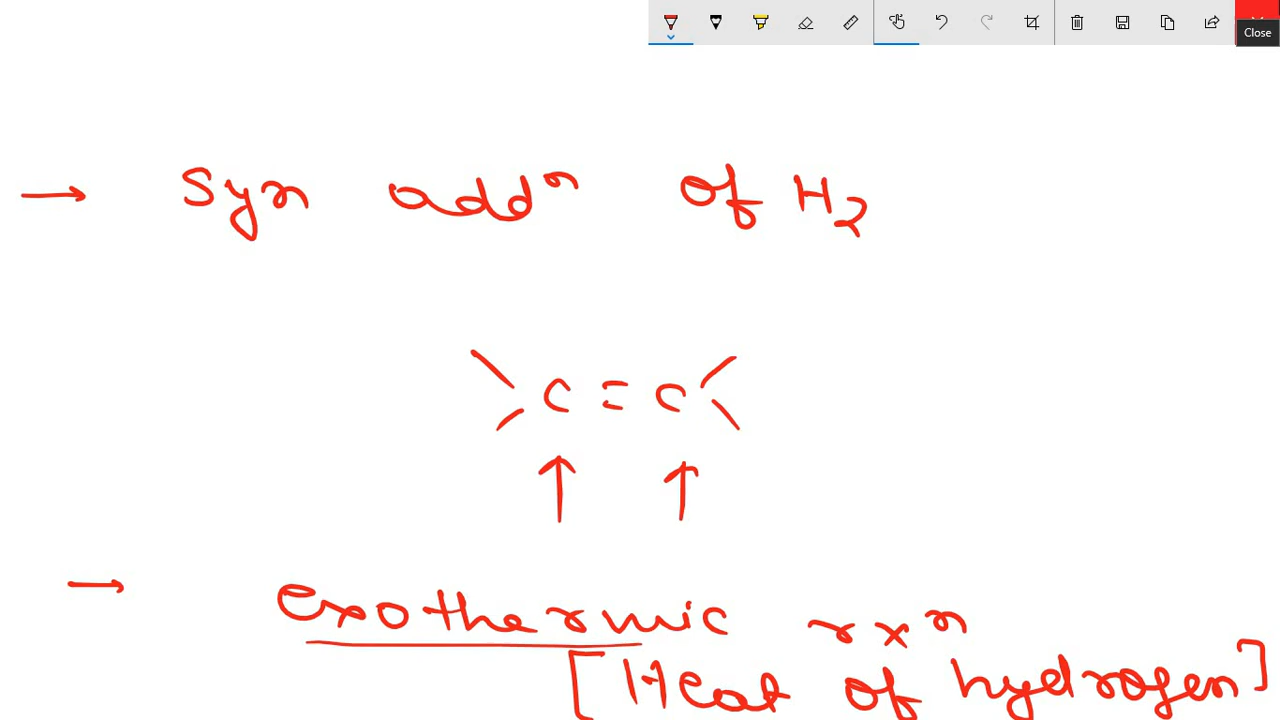 Close
→ Syn addⁿ of H₂
C = C
→ exothermic rxⁿ
[Heat of hydrogen]